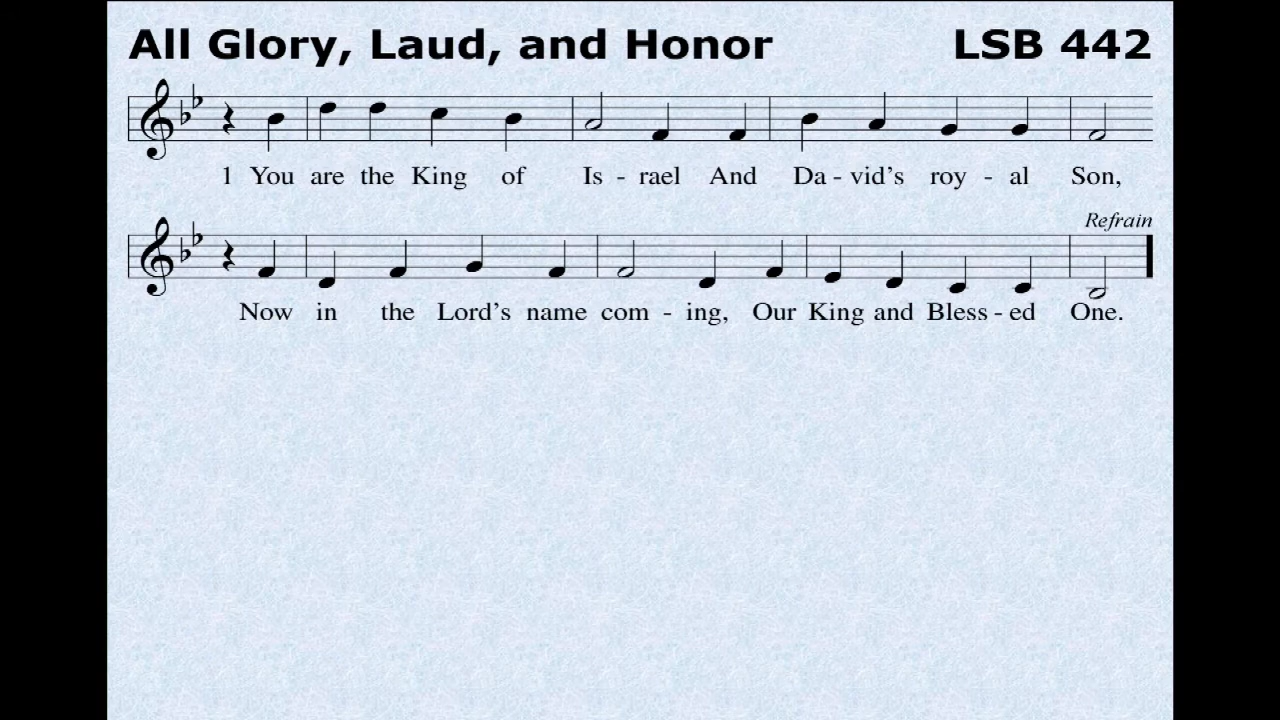 All Glory, Laud, and Honor LSB 442
1 You are the King of Is - rael And Da - vid's roy - al Son,
Refrain
Now in the Lord's name com - ing, Our King and Bless - ed One.